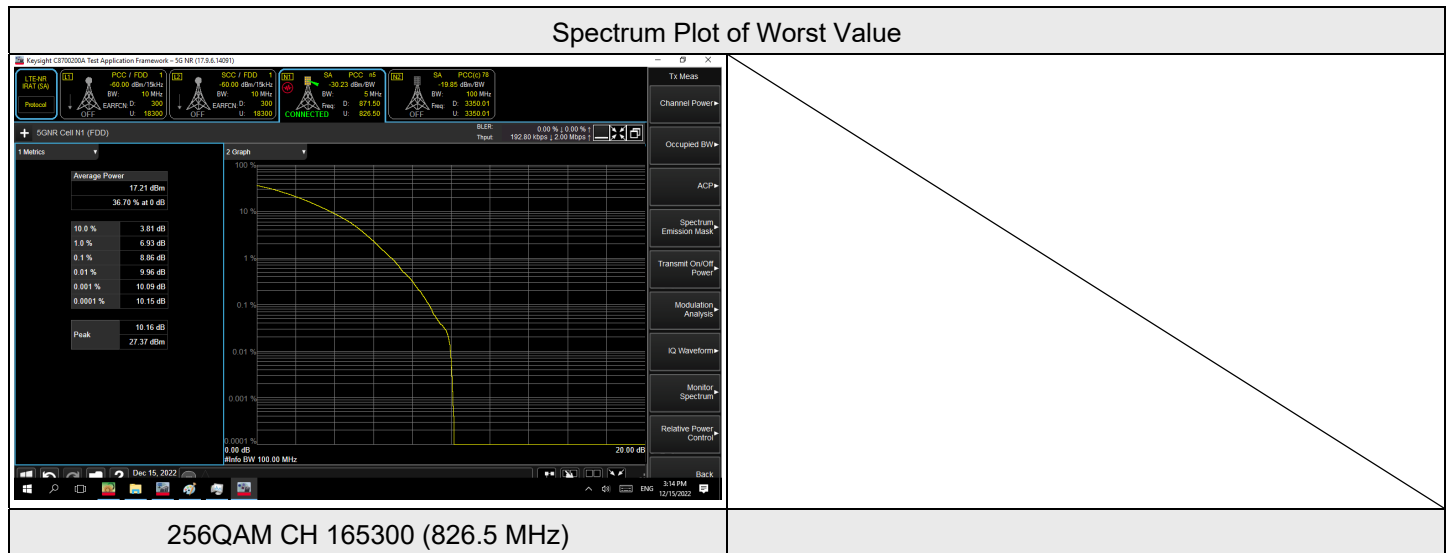 Spectrum Plot of Worst Value
Keysight C8700200A Test Application Framework – 5G NR (17.9.6.14091)
LTE-NR IRAT (SA)
Protocol
L1 PCC / FDD 1
-60.00 dBm/15kHz
BW: 10 MHz
EARFCN: D: 300
OFF U: 18300
L2 SCC / FDD 1
-60.00 dBm/15kHz
BW: 10 MHz
EARFCN: D: 300
OFF U: 18300
N1 SA PCC n5
-30.23 dBm/BW
BW: 5 MHz
Freq: D: 871.50
CONNECTED U: 826.50
N2 SA PCC(c) 78
-19.85 dBm/BW
BW: 100 MHz
Freq: D: 3350.01
OFF U: 3350.01
5GNR Cell N1 (FDD)
BLER: 0.00 % ↓ 0.00 % ↑
Thput: 192.80 kbps ↓ 2.00 Mbps ↑
1 Metrics
Average Power
17.21 dBm
36.70 % at 0 dB
10.0 % 3.81 dB
1.0 % 6.93 dB
0.1 % 8.86 dB
0.01 % 9.96 dB
0.001 % 10.09 dB
0.0001 % 10.15 dB
Peak 10.16 dB
27.37 dBm
2 Graph
100 %
10 %
1 %
0.1 %
0.01 %
0.001 %
0.0001 %
0.00 dB 20.00 dB
#Info BW 100.00 MHz
Tx Meas
Channel Power
Occupied BW
ACP
Spectrum
Emission Mask
Transmit On/Off
Power
Modulation
Analysis
IQ Waveform
Monitor
Spectrum
Relative Power
Control
Back
Dec 15, 2022
ENG
3:14 PM
12/15/2022
256QAM CH 165300 (826.5 MHz)